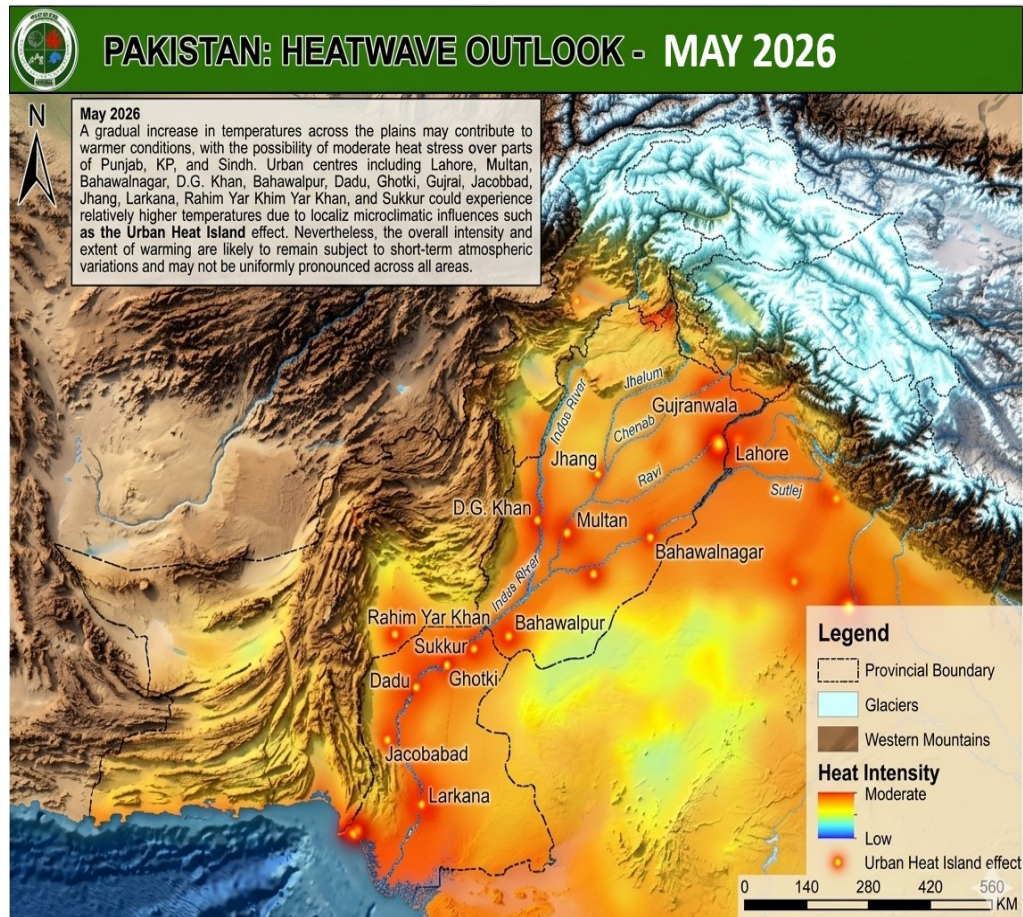 PAKISTAN: HEATWAVE OUTLOOK - MAY 2026
N
May 2026
A gradual increase in temperatures across the plains may contribute to
warmer conditions, with the possibility of moderate heat stress over parts
of Punjab, KP, and Sindh. Urban centres including Lahore, Multan,
Bahawalnagar, D.G. Khan, Bahawalpur, Dadu, Ghotki, Gujrai, Jacobbad,
Jhang, Larkana, Rahim Yar Khim Yar Khan, and Sukkur could experience
relatively higher temperatures due to localiz microclimatic influences such
as the Urban Heat Island effect. Nevertheless, the overall intensity and
extent of warming are likely to remain subject to short-term atmospheric
variations and may not be uniformly pronounced across all areas.
Indoo River
Jhelum
Gujranwala
Chenab
Jhang
Lahore
Ravi
Sutlej
D.G. Khan
Multan
Bahawalnagar
Indus River
Rahim Yar Khan
Bahawalpur
Sukkur
Ghotki
Dadu
Jacobabad
Larkana
Legend
Provincial Boundary
Glaciers
Western Mountains
Heat Intensity
Moderate
Low
Urban Heat Island effect
0 140 280 420 560
KM